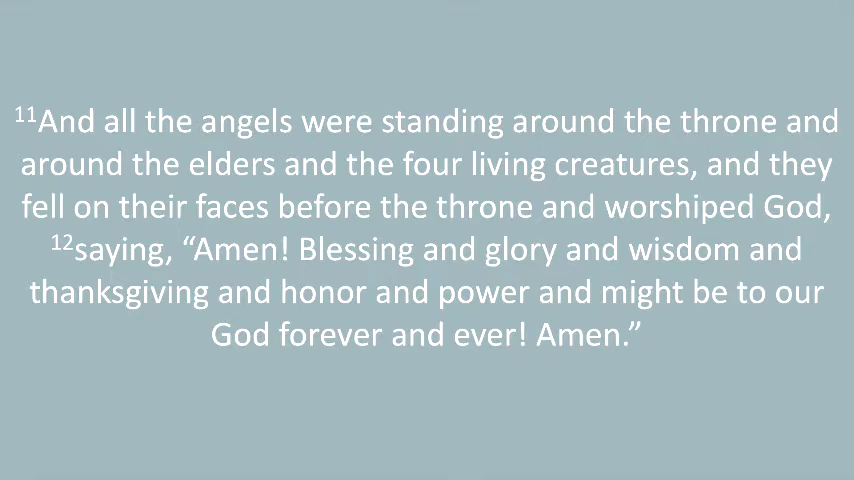 ¹¹And all the angels were standing around the throne and
around the elders and the four living creatures, and they
fell on their faces before the throne and worshiped God,
¹²saying, “Amen! Blessing and glory and wisdom and
thanksgiving and honor and power and might be to our
God forever and ever! Amen.”